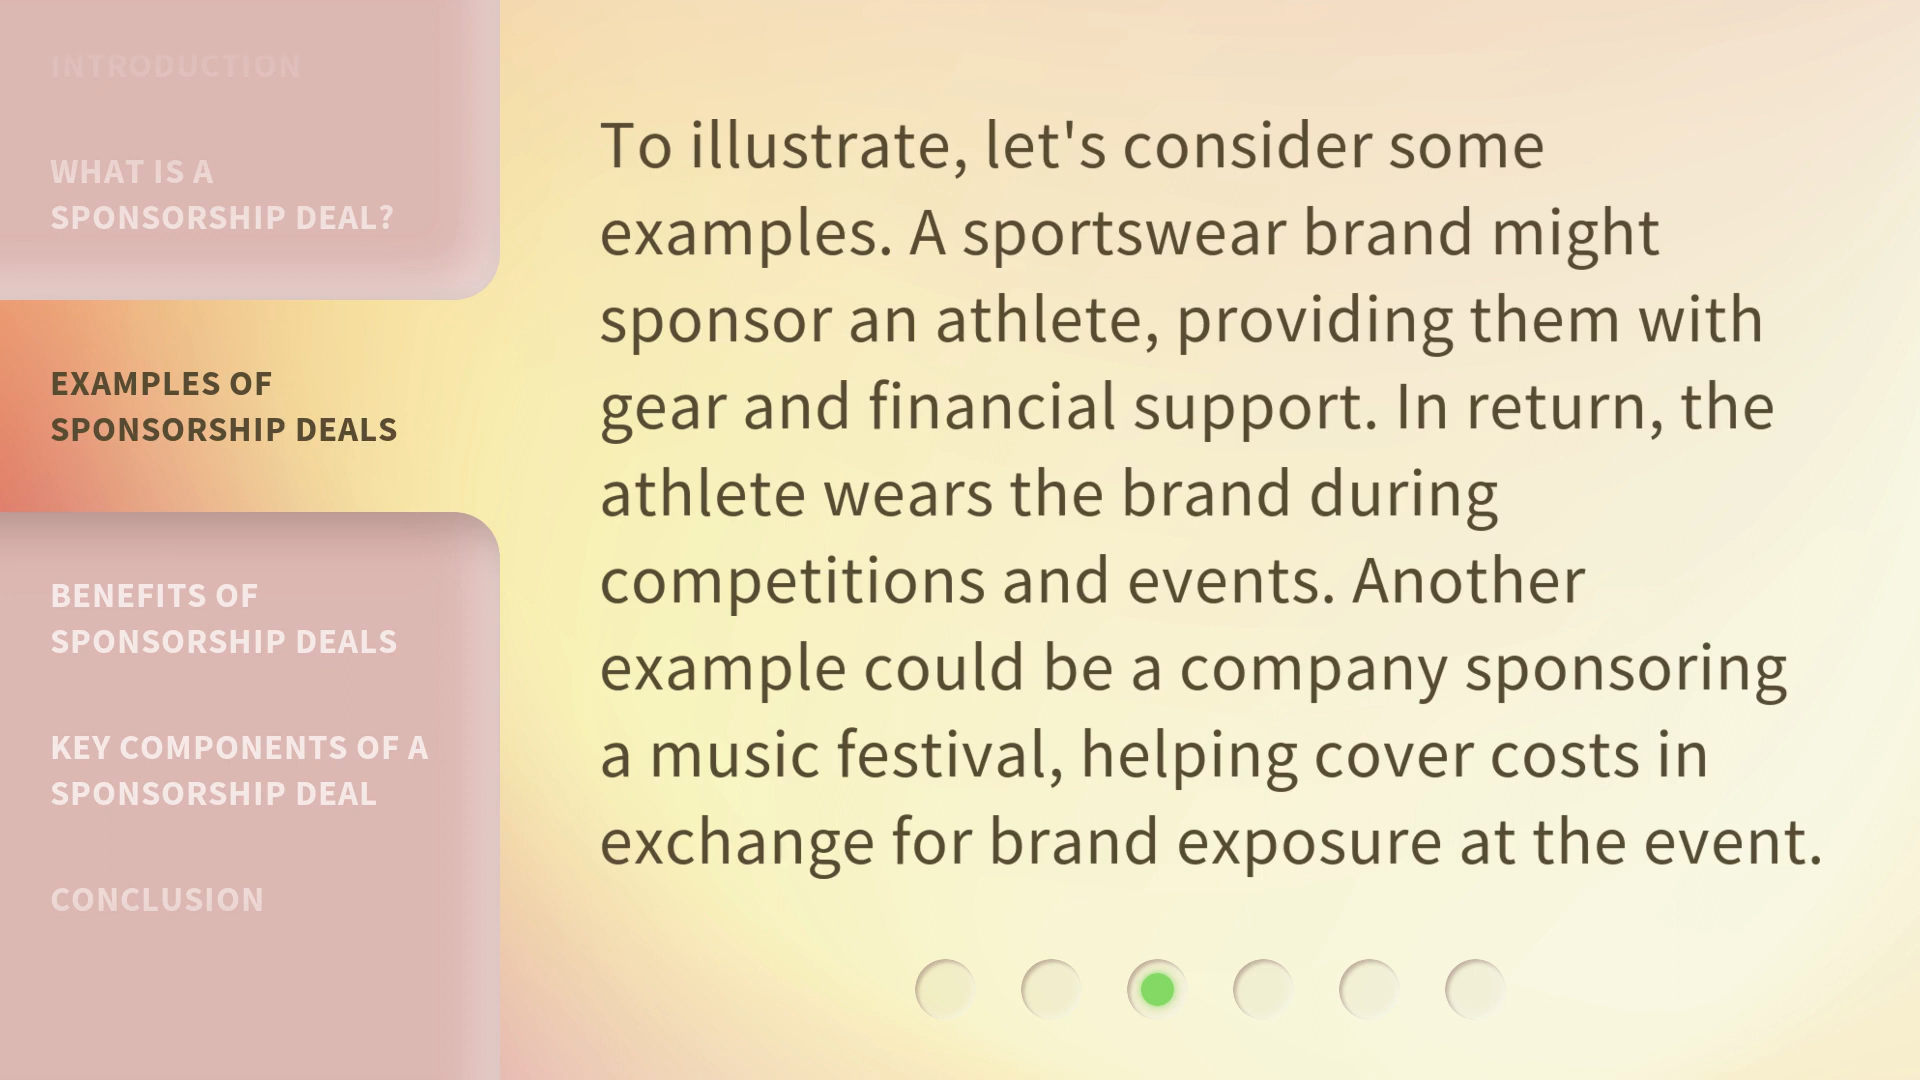 INTRODUCTION
WHAT IS A
SPONSORSHIP DEAL?
EXAMPLES OF
SPONSORSHIP DEALS
BENEFITS OF
SPONSORSHIP DEALS
KEY COMPONENTS OF A
SPONSORSHIP DEAL
CONCLUSION
To illustrate, let's consider some
examples. A sportswear brand might
sponsor an athlete, providing them with
gear and financial support. In return, the
athlete wears the brand during
competitions and events. Another
example could be a company sponsoring
a music festival, helping cover costs in
exchange for brand exposure at the event.